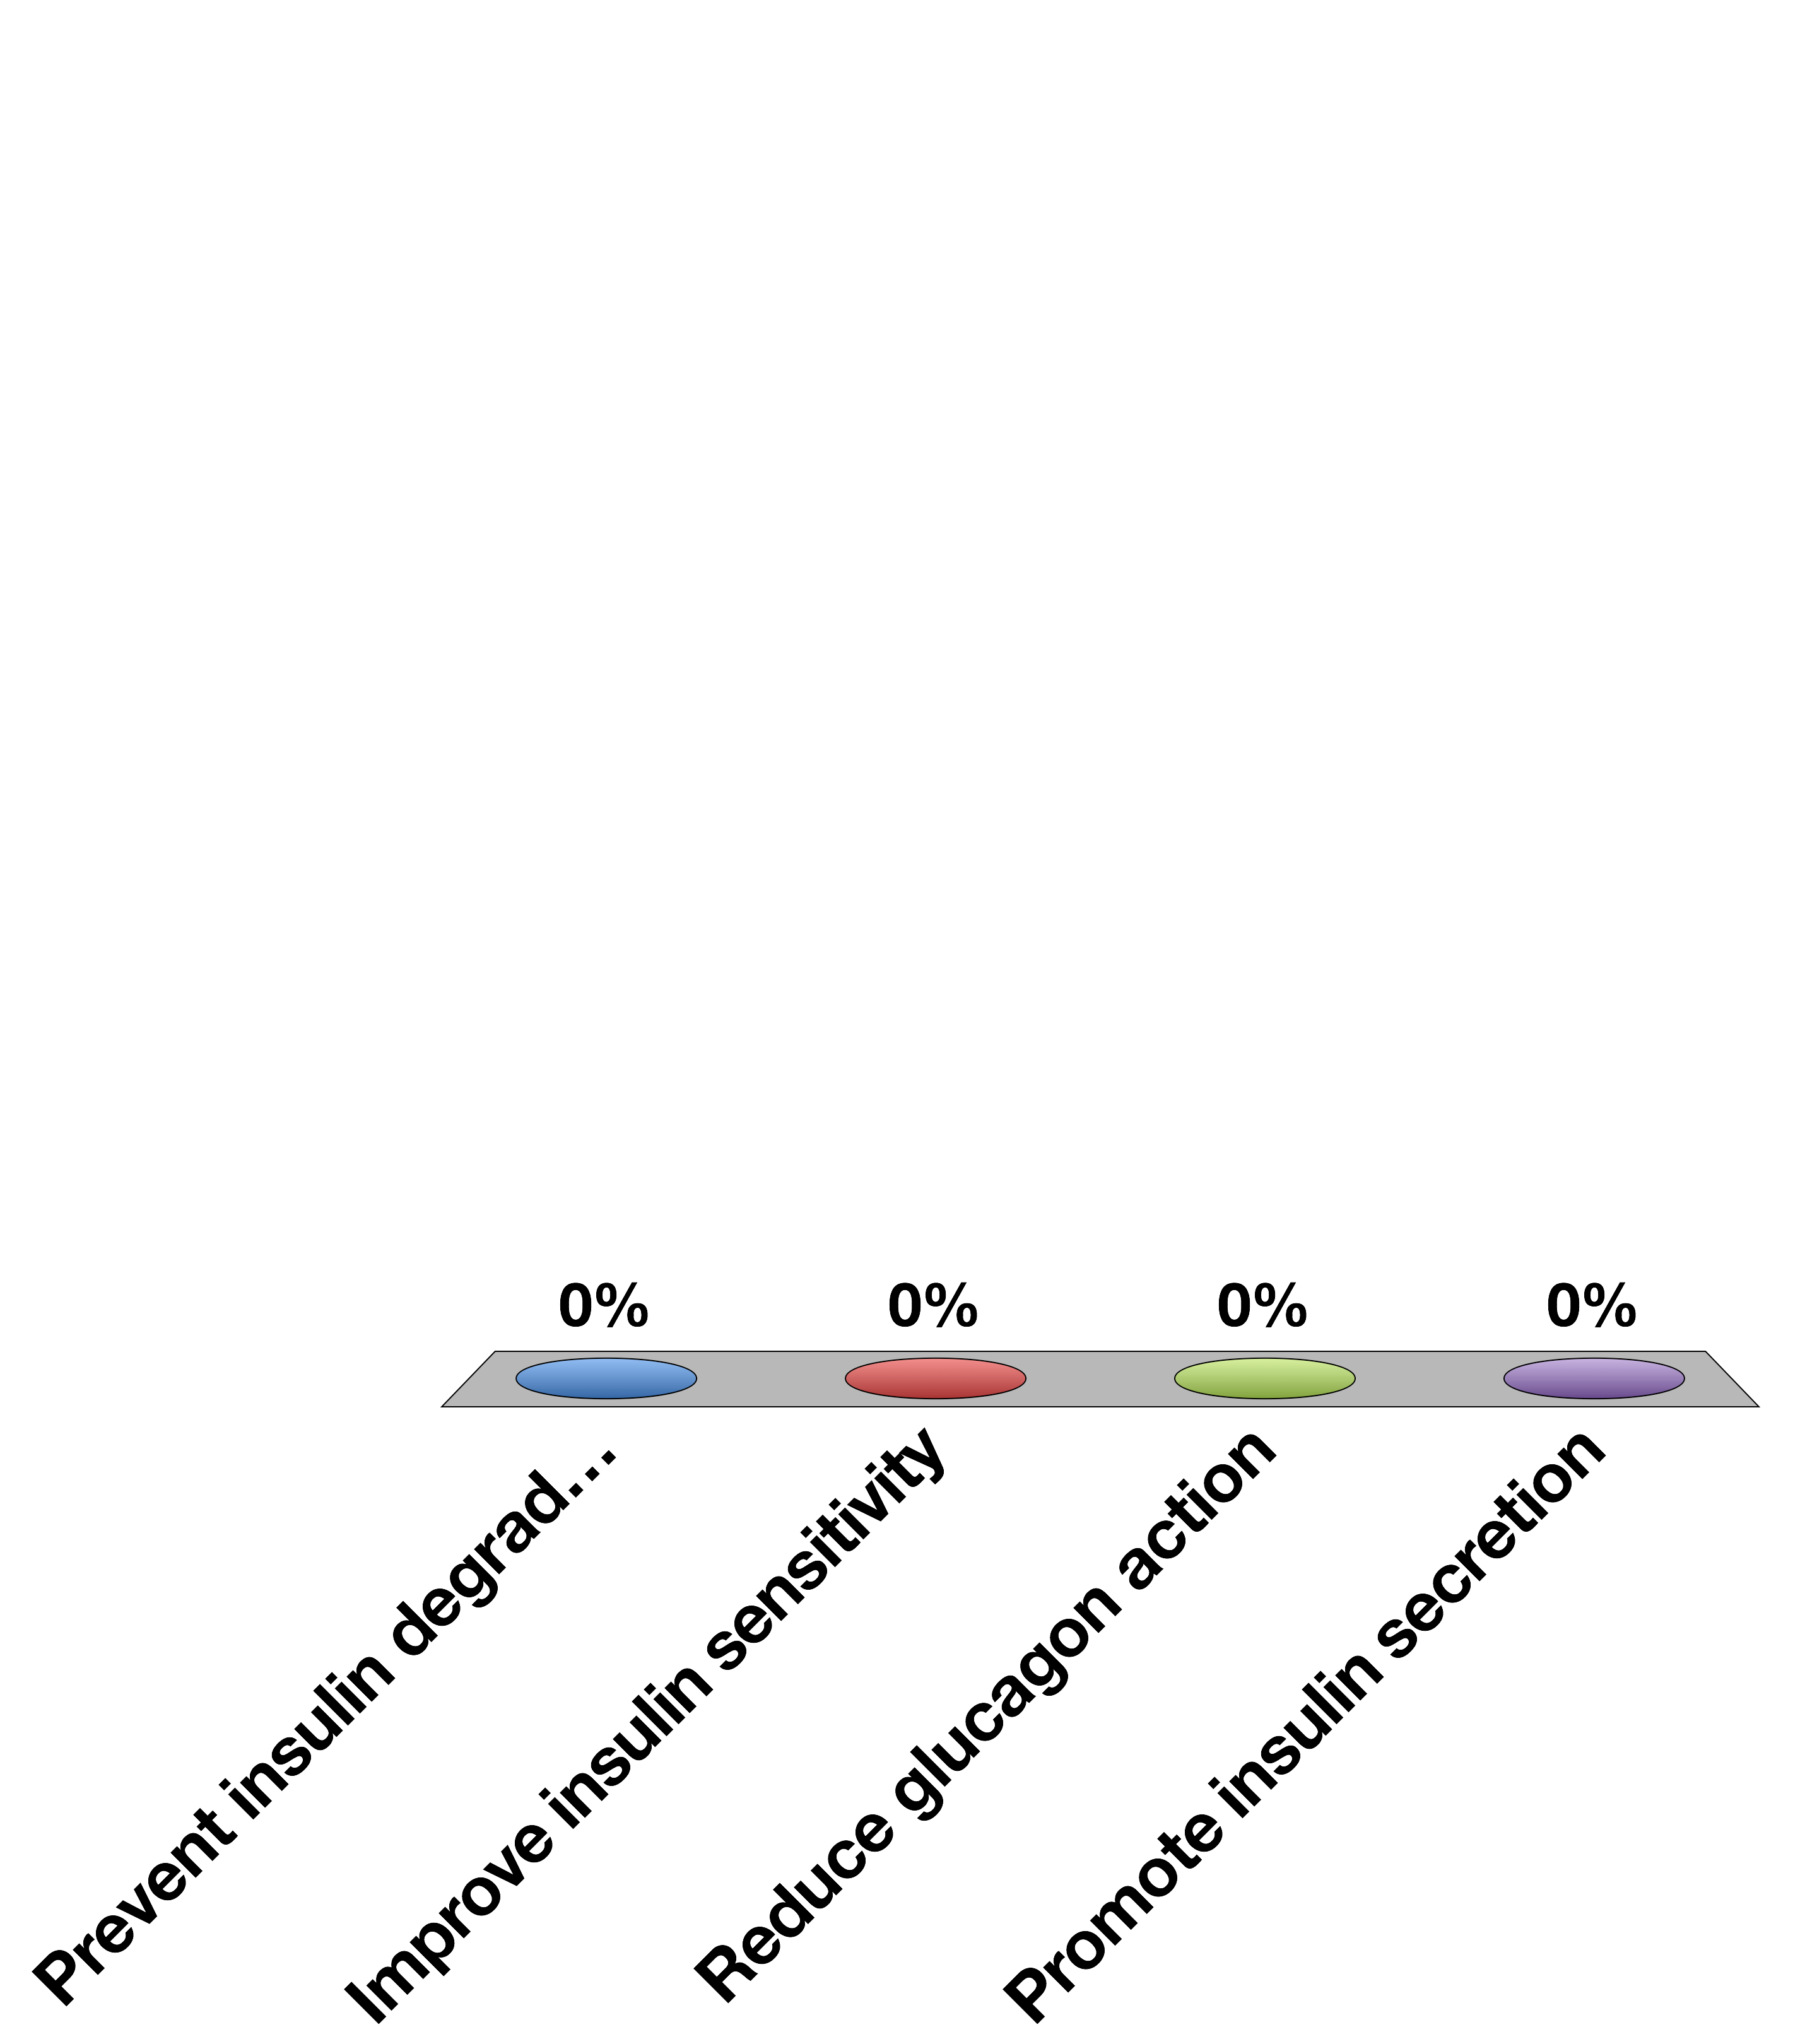 0%
0%
0%
0%
Prevent insulin degrad…
Improve insulin sensitivity
Reduce glucagon action
Promote insulin secretion